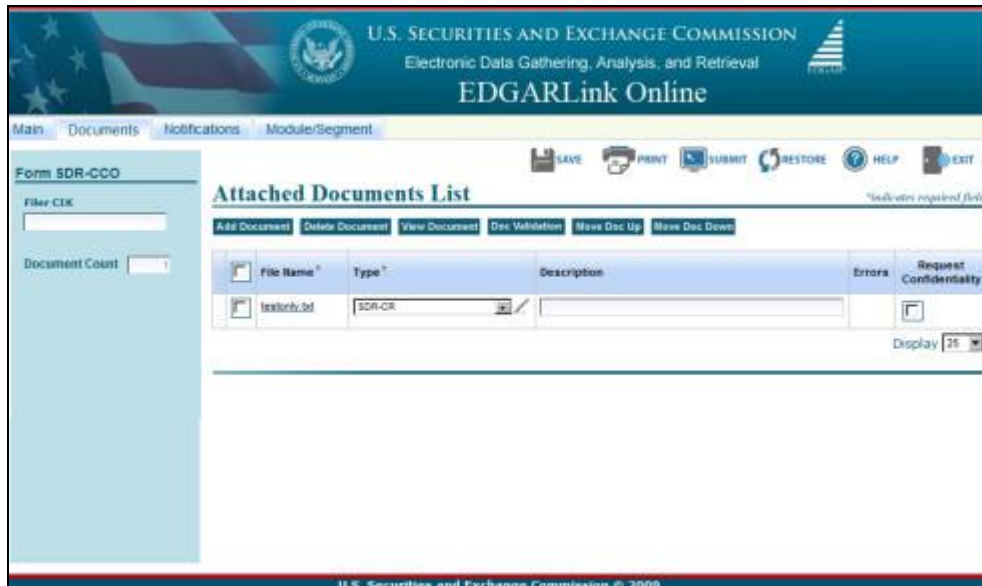 U.S. SECURITIES AND EXCHANGE COMMISSION
Electronic Data Gathering, Analysis, and Retrieval
EDGARLink Online
Main Documents Notifications Module/Segment
SAVE PRINT SUBMIT RESTORE HELP EXIT
Form SDR-CCO
Filer CIK
Document Count 1
Attached Documents List
*indicates required field
Add Document Delete Document View Document Doc Validation Move Doc Up Move Doc Down
File Name* Type* Description Errors Request Confidentiality
testonly.txt SDR-CR
Display 25
U.S. Securities and Exchange Commission © 2009